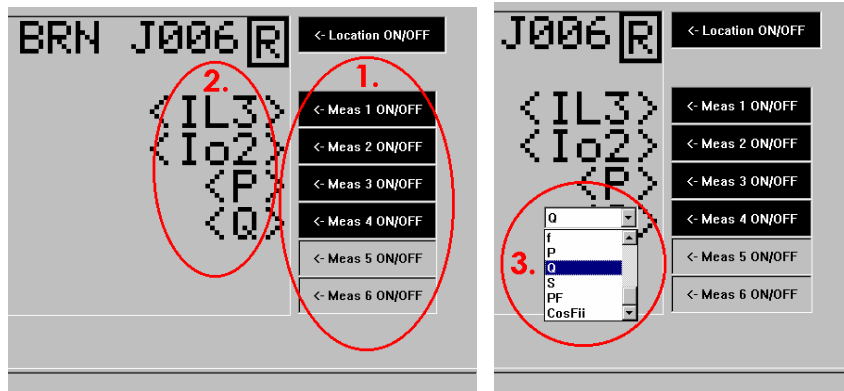 BRN J006 R
<- Location ON/OFF
2.
1.
<IL3>
<- Meas 1 ON/OFF
<Io2>
<- Meas 2 ON/OFF
<P>
<- Meas 3 ON/OFF
<Q>
<- Meas 4 ON/OFF
<- Meas 5 ON/OFF
<- Meas 6 ON/OFF
J006 R
<- Location ON/OFF
<IL3>
<- Meas 1 ON/OFF
<Io2>
<- Meas 2 ON/OFF
<P>
<- Meas 3 ON/OFF
Q
<- Meas 4 ON/OFF
3.
f
P
Q
S
PF
CosFii
<- Meas 5 ON/OFF
<- Meas 6 ON/OFF